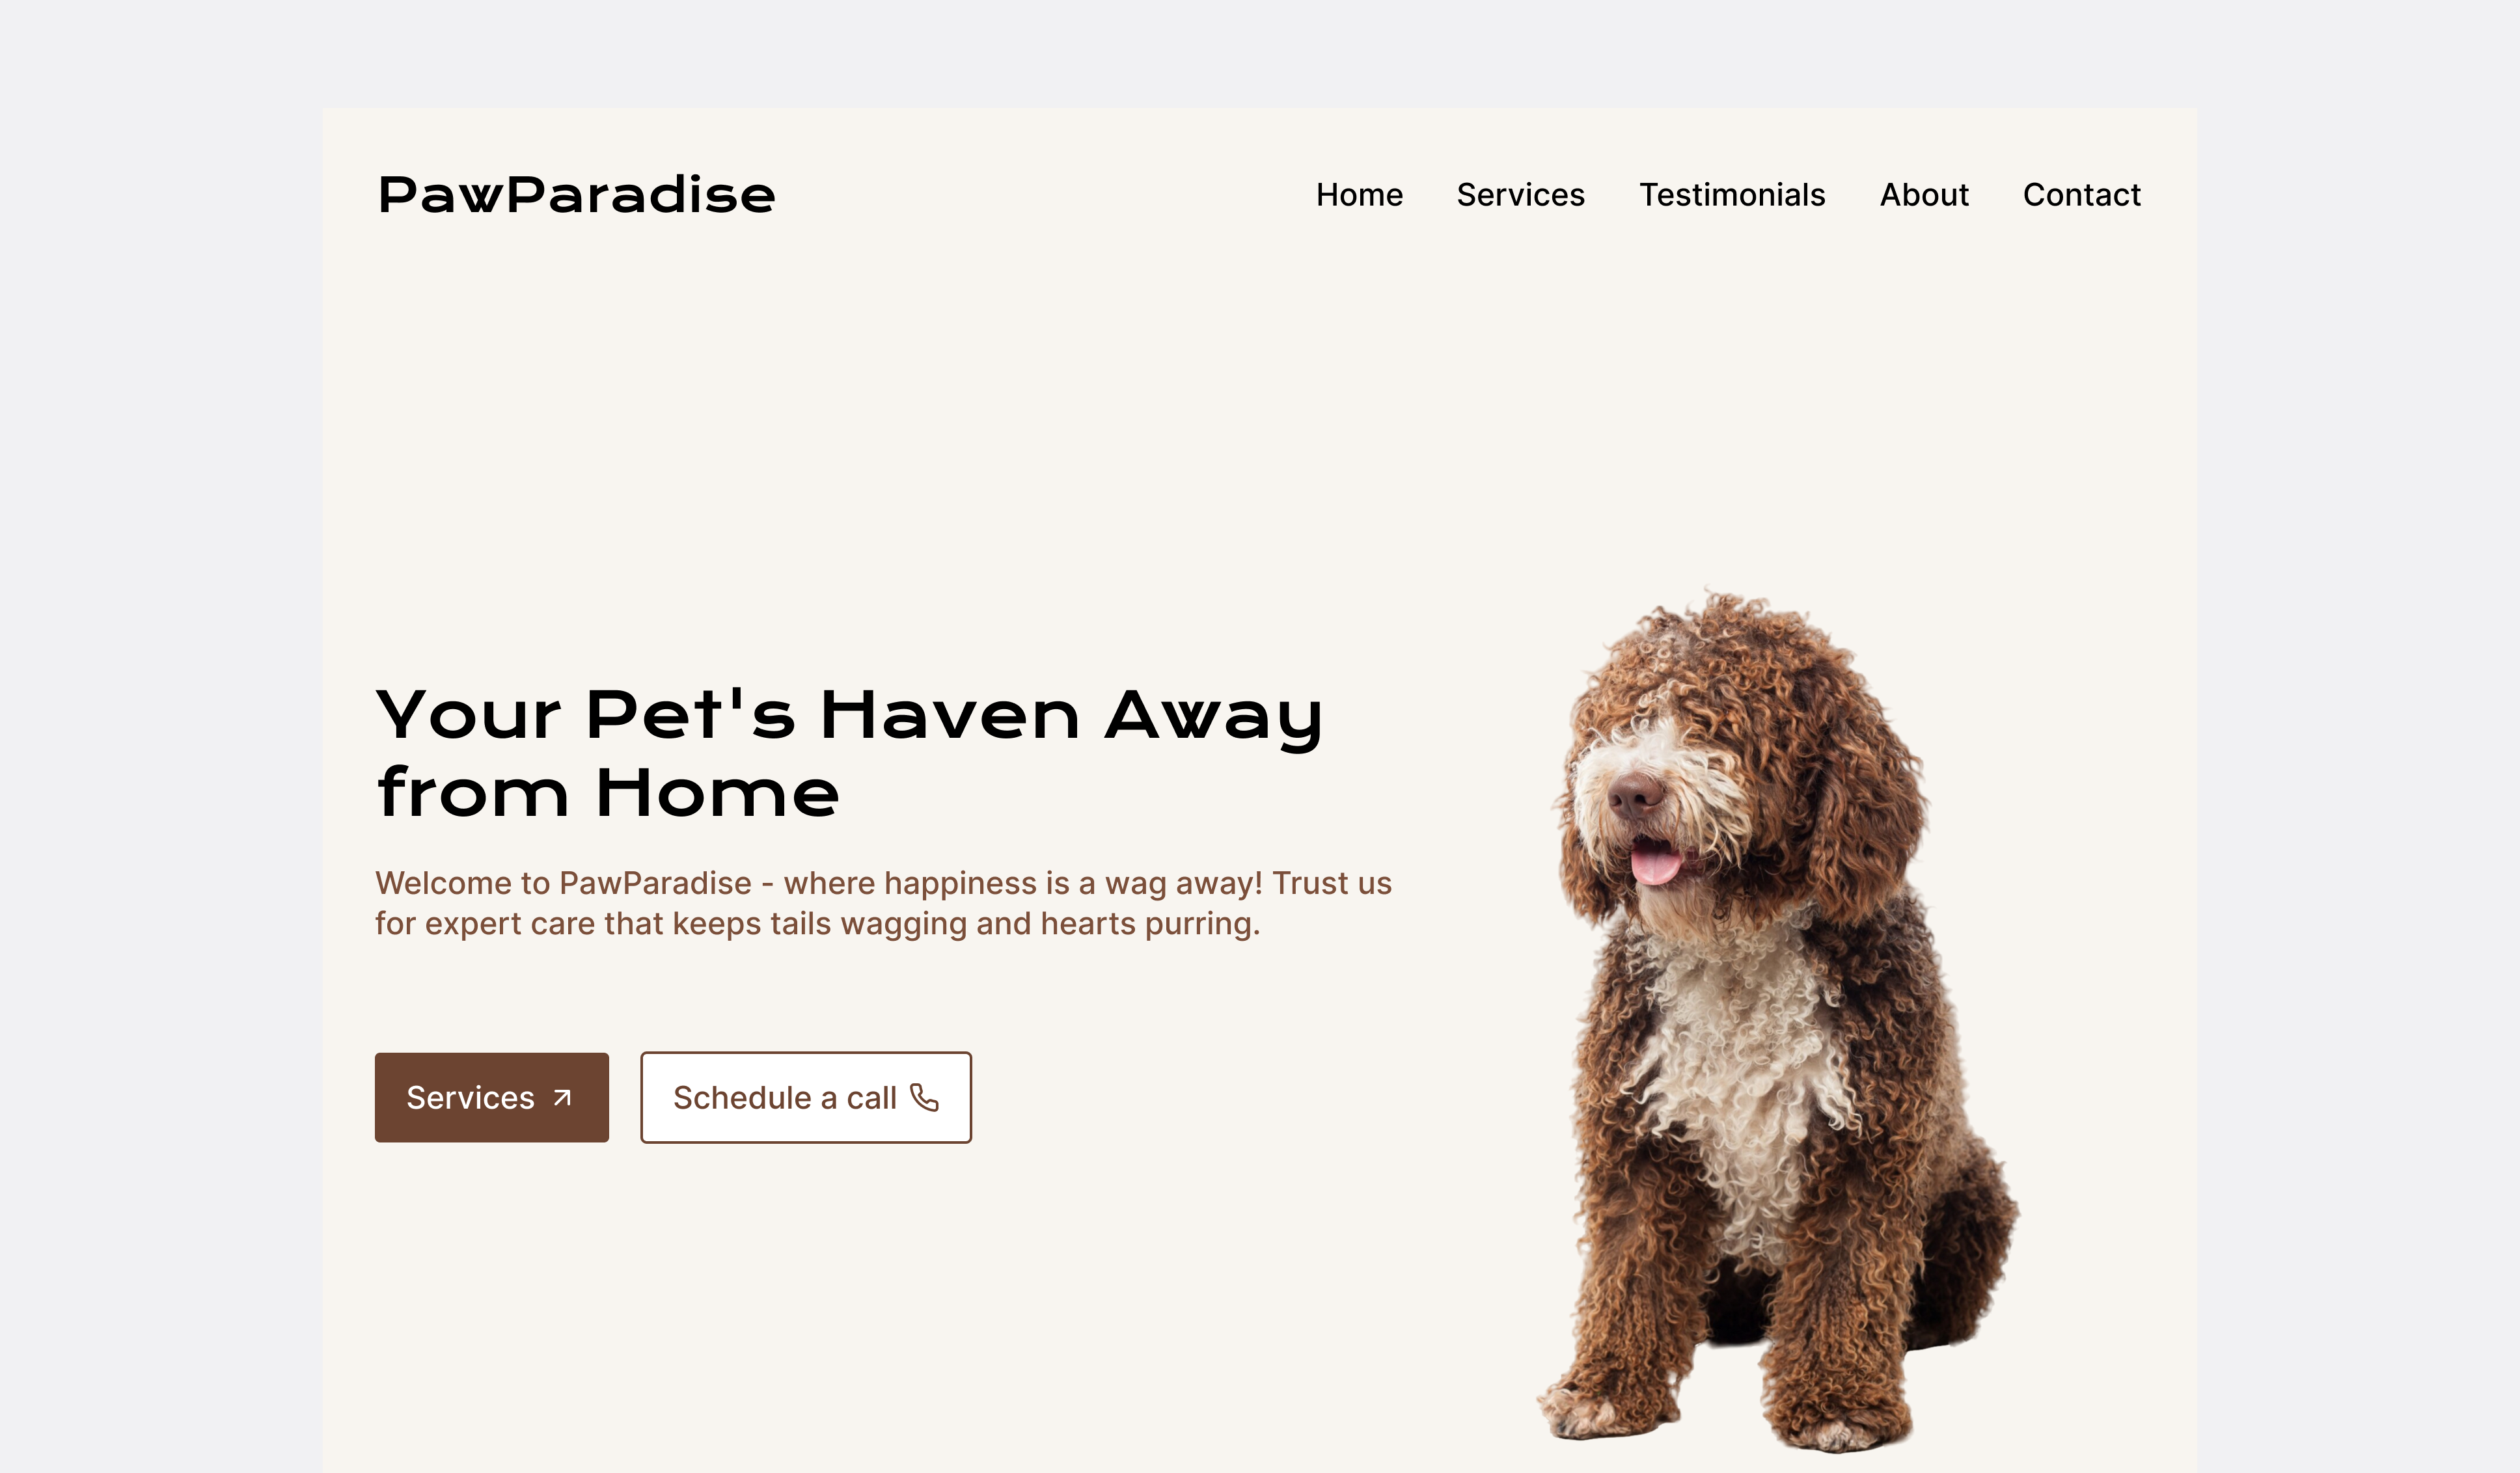 PawParadise
Home Services Testimonials About Contact
Your Pet's Haven Away
from Home
Welcome to PawParadise - where happiness is a wag away! Trust us
for expert care that keeps tails wagging and hearts purring.
Services
Schedule a call